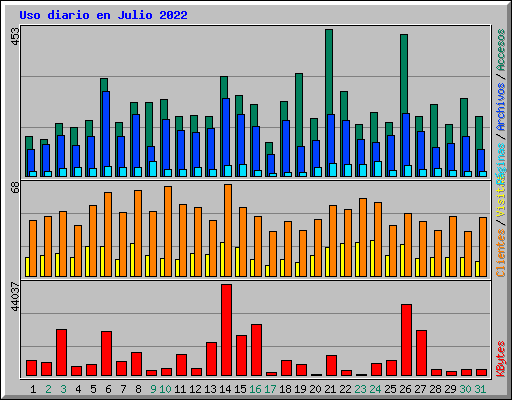 Uso diario en Julio 2022
453
68
44037
Clientes / Visitas
Páginas / Archivos / Accesos
KBytes
1 2 3 4 5 6 7 8 9 10 11 12 13 14 15 16 17 18 19 20 21 22 23 24 25 26 27 28 29 30 31